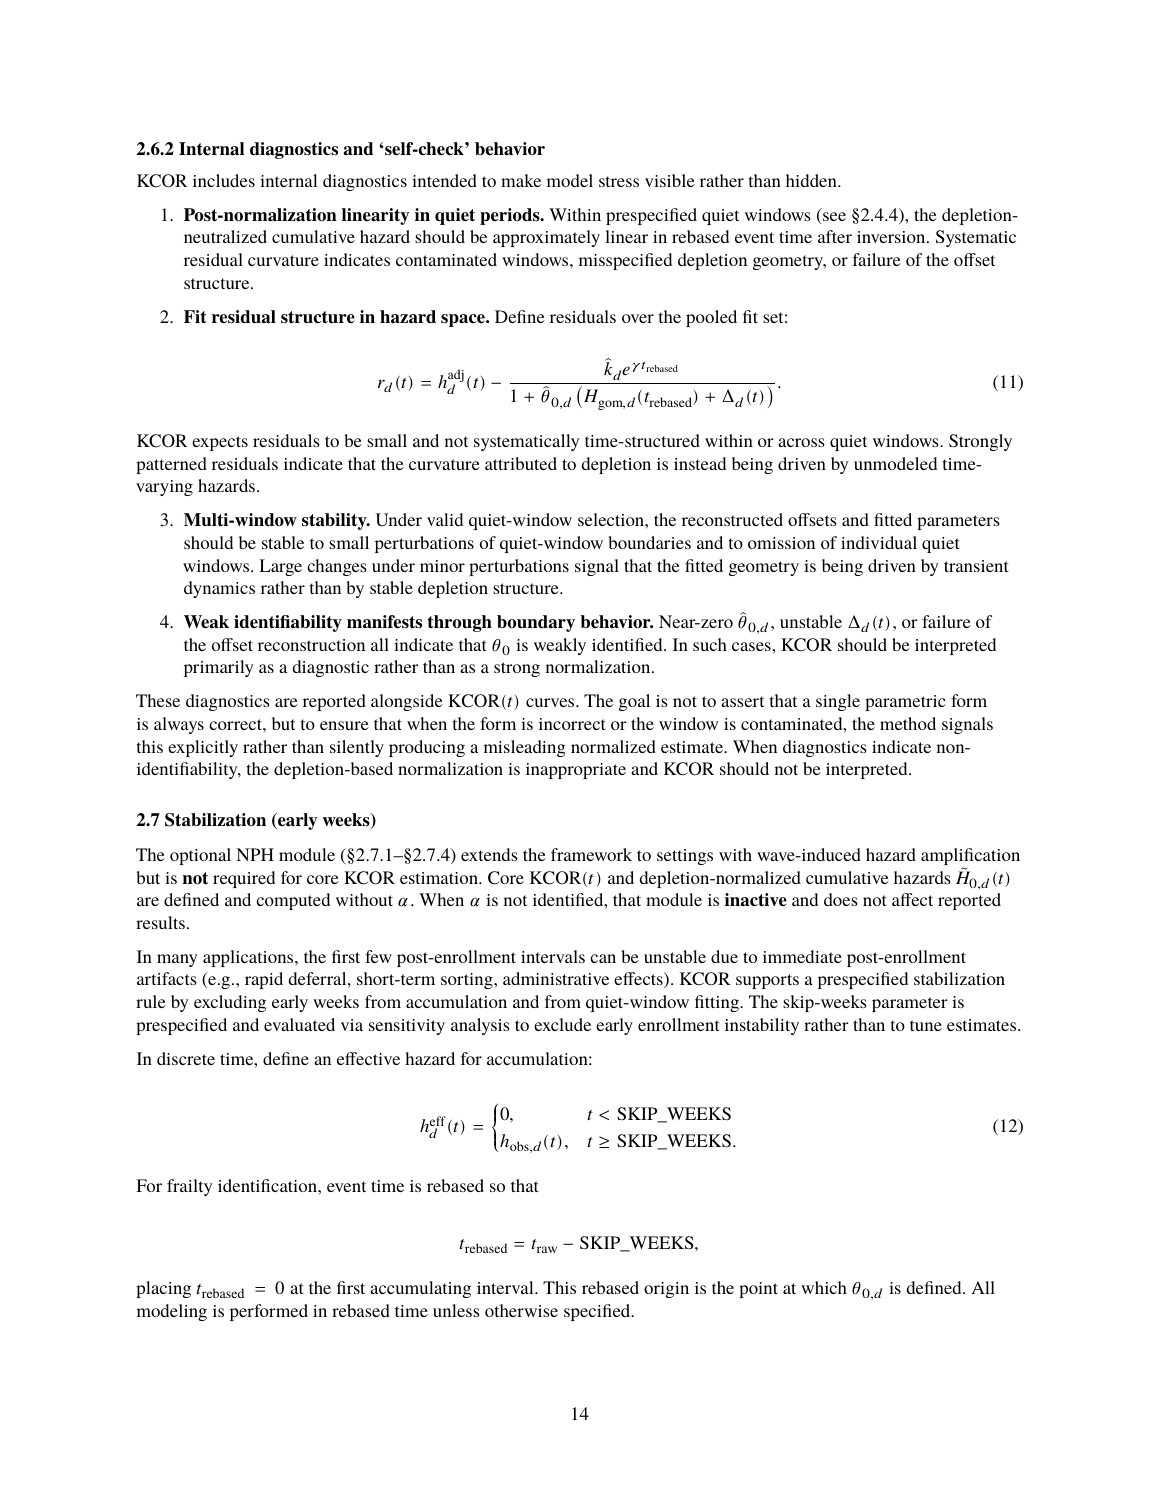 2.6.2 Internal diagnostics and ‘self-check’ behavior
KCOR includes internal diagnostics intended to make model stress visible rather than hidden.
1. Post-normalization linearity in quiet periods. Within prespecified quiet windows (see §2.4.4), the depletion-
neutralized cumulative hazard should be approximately linear in rebased event time after inversion. Systematic
residual curvature indicates contaminated windows, misspecified depletion geometry, or failure of the offset
structure.
2. Fit residual structure in hazard space. Define residuals over the pooled fit set:
r_d(t) = h_d^{adj}(t) − \frac{\hat{k}_d e^{γ t_{rebased}}}{1 + \hat{θ}_{0,d} (H_{gom,d}(t_{rebased}) + Δ_d(t))}. (11)
KCOR expects residuals to be small and not systematically time-structured within or across quiet windows. Strongly
patterned residuals indicate that the curvature attributed to depletion is instead being driven by unmodeled time-
varying hazards.
3. Multi-window stability. Under valid quiet-window selection, the reconstructed offsets and fitted parameters
should be stable to small perturbations of quiet-window boundaries and to omission of individual quiet
windows. Large changes under minor perturbations signal that the fitted geometry is being driven by transient
dynamics rather than by stable depletion structure.
4. Weak identifiability manifests through boundary behavior. Near-zero \hat{θ}_{0,d}, unstable Δ_d(t), or failure of
the offset reconstruction all indicate that θ_0 is weakly identified. In such cases, KCOR should be interpreted
primarily as a diagnostic rather than as a strong normalization.
These diagnostics are reported alongside KCOR(t) curves. The goal is not to assert that a single parametric form
is always correct, but to ensure that when the form is incorrect or the window is contaminated, the method signals
this explicitly rather than silently producing a misleading normalized estimate. When diagnostics indicate non-
identifiability, the depletion-based normalization is inappropriate and KCOR should not be interpreted.
2.7 Stabilization (early weeks)
The optional NPH module (§2.7.1–§2.7.4) extends the framework to settings with wave-induced hazard amplification
but is not required for core KCOR estimation. Core KCOR(t) and depletion-normalized cumulative hazards \tilde{H}_{0,d}(t)
are defined and computed without α. When α is not identified, that module is inactive and does not affect reported
results.
In many applications, the first few post-enrollment intervals can be unstable due to immediate post-enrollment
artifacts (e.g., rapid deferral, short-term sorting, administrative effects). KCOR supports a prespecified stabilization
rule by excluding early weeks from accumulation and from quiet-window fitting. The skip-weeks parameter is
prespecified and evaluated via sensitivity analysis to exclude early enrollment instability rather than to tune estimates.
In discrete time, define an effective hazard for accumulation:
h_d^{eff}(t) = { 0, t < SKIP_WEEKS
h_{obs,d}(t), t ≥ SKIP_WEEKS. (12)
For frailty identification, event time is rebased so that
t_{rebased} = t_{raw} − SKIP_WEEKS,
placing t_{rebased} = 0 at the first accumulating interval. This rebased origin is the point at which θ_{0,d} is defined. All
modeling is performed in rebased time unless otherwise specified.
14